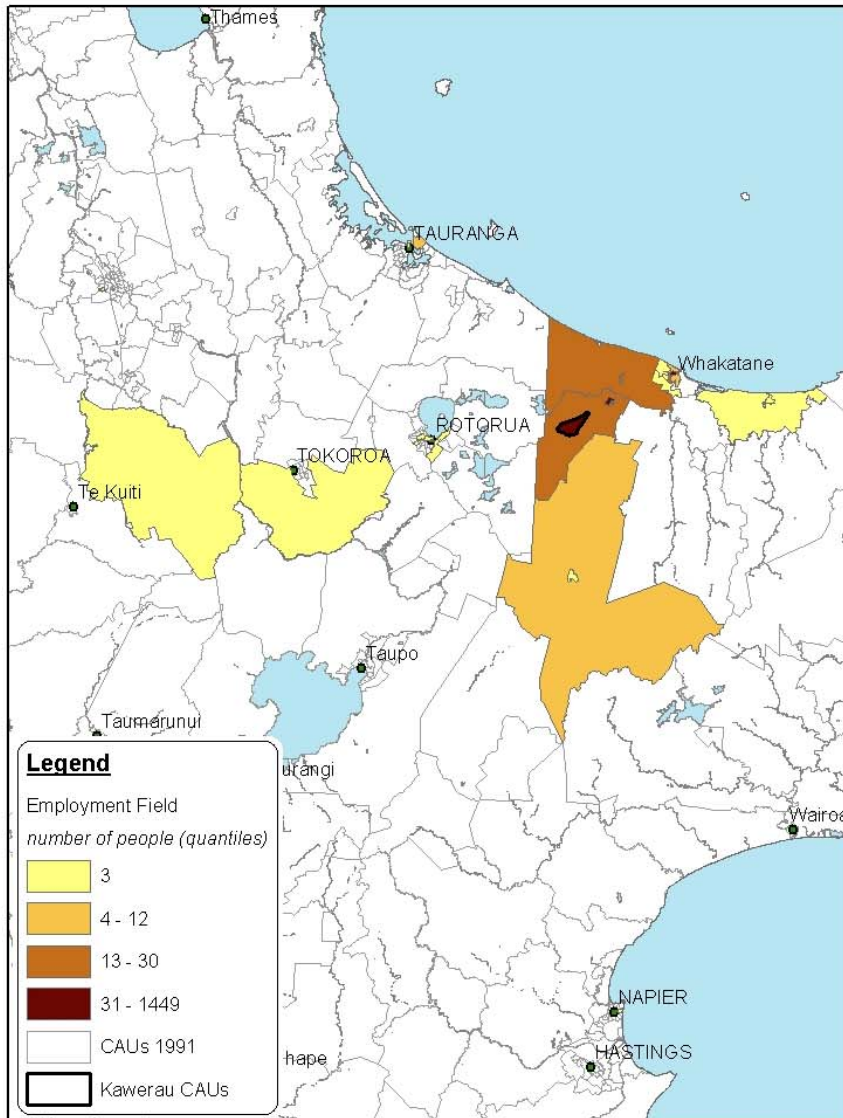 Thames
TAURANGA
Whakatane
ROTORUA
TOKOROA
Te Kuiti
Taupo
Taumarunui
urangi
Wairoa
NAPIER
HASTINGS
hape
Legend
Employment Field
number of people (quantiles)
3
4 - 12
13 - 30
31 - 1449
CAUs 1991
Kawerau CAUs